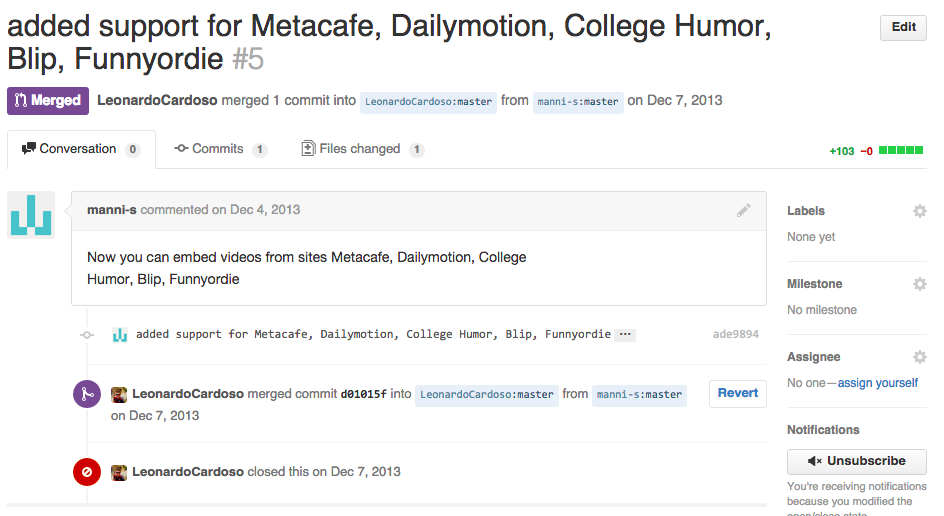 added support for Metacafe, Dailymotion, College Humor,
Blip, Funnyordie #5
Edit
Merged LeonardoCardoso merged 1 commit into LeonardoCardoso:master from manni-s:master on Dec 7, 2013
Conversation 0 Commits 1 Files changed 1 +103 −0
manni-s commented on Dec 4, 2013
Now you can embed videos from sites Metacafe, Dailymotion, College
Humor, Blip, Funnyordie
added support for Metacafe, Dailymotion, College Humor, Blip, Funnyordie ... ade9894
LeonardoCardoso merged commit d01015f into LeonardoCardoso:master from manni-s:master
on Dec 7, 2013
Revert
LeonardoCardoso closed this on Dec 7, 2013
Labels
None yet
Milestone
No milestone
Assignee
No one—assign yourself
Notifications
Unsubscribe
You're receiving notifications
because you modified the
open/close state